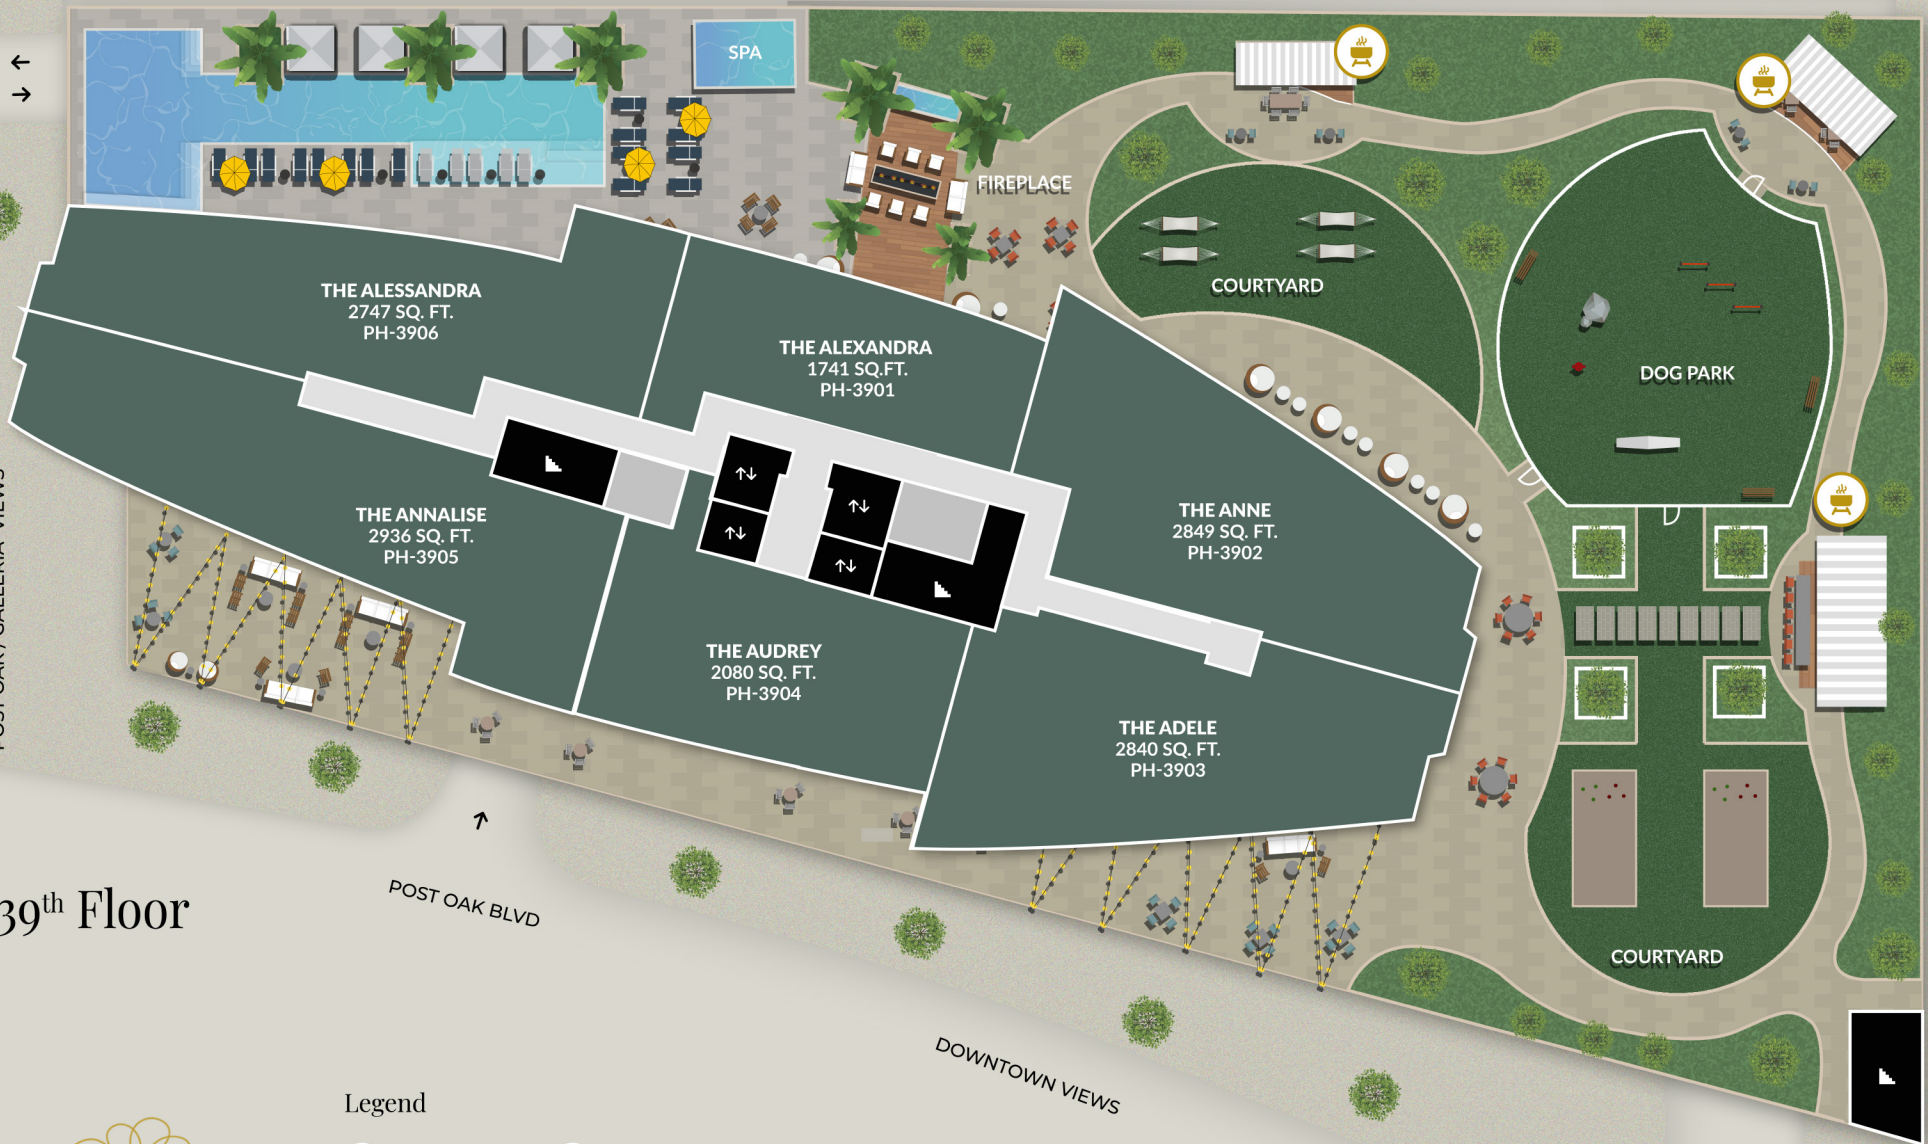 SPA
FIREPLACE
COURTYARD
DOG PARK
THE ALESSANDRA
2747 SQ. FT.
PH-3906
THE ALEXANDRA
1741 SQ.FT.
PH-3901
THE ANNE
2849 SQ. FT.
PH-3902
THE ANNALISE
2936 SQ. FT.
PH-3905
THE AUDREY
2080 SQ. FT.
PH-3904
THE ADELE
2840 SQ. FT.
PH-3903
COURTYARD
39th Floor
POST OAK BLVD
DOWNTOWN VIEWS
Legend